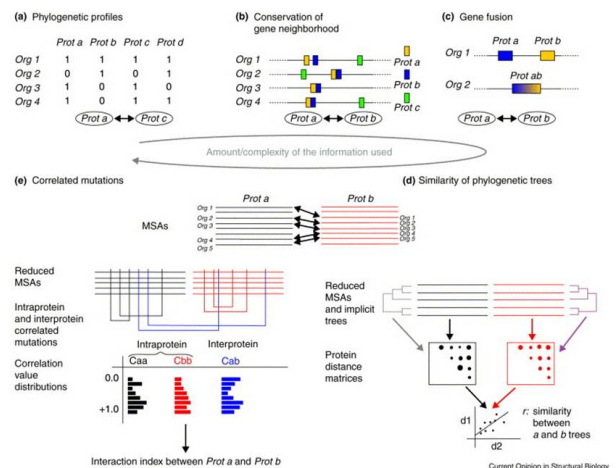 (a) Phylogenetic profiles
Prot a Prot b Prot c Prot d
Org 1 1 1 1 1
Org 2 0 1 0 1
Org 3 1 0 1 0
Org 4 1 0 1 1
Prot a Prot c
(b) Conservation of
gene neighborhood
Org 1
Org 2
Org 3
Org 4
Prot a
Prot b
Prot c
Prot a Prot b
(c) Gene fusion
Prot a Prot b
Org 1
Prot ab
Org 2
Prot a Prot b
Amount/complexity of the information used
(e) Correlated mutations
(d) Similarity of phylogenetic trees
Prot a Prot b
MSAs
Org 1
Org 2
Org 3
Org 4
Org 5
Org 1
Org 2
Org 3
Org 4
Org 5
Reduced
MSAs
Intraprotein
and interprotein
correlated
mutations
Intraprotein Interprotein
Correlation
value
distributions
Caa Cbb Cab
0.0
+1.0
Interaction index between Prot a and Prot b
Reduced
MSAs
and implicit
trees
Protein
distance
matrices
d1
d2
r: similarity
between
a and b trees
Current Opinion in Structural Biology